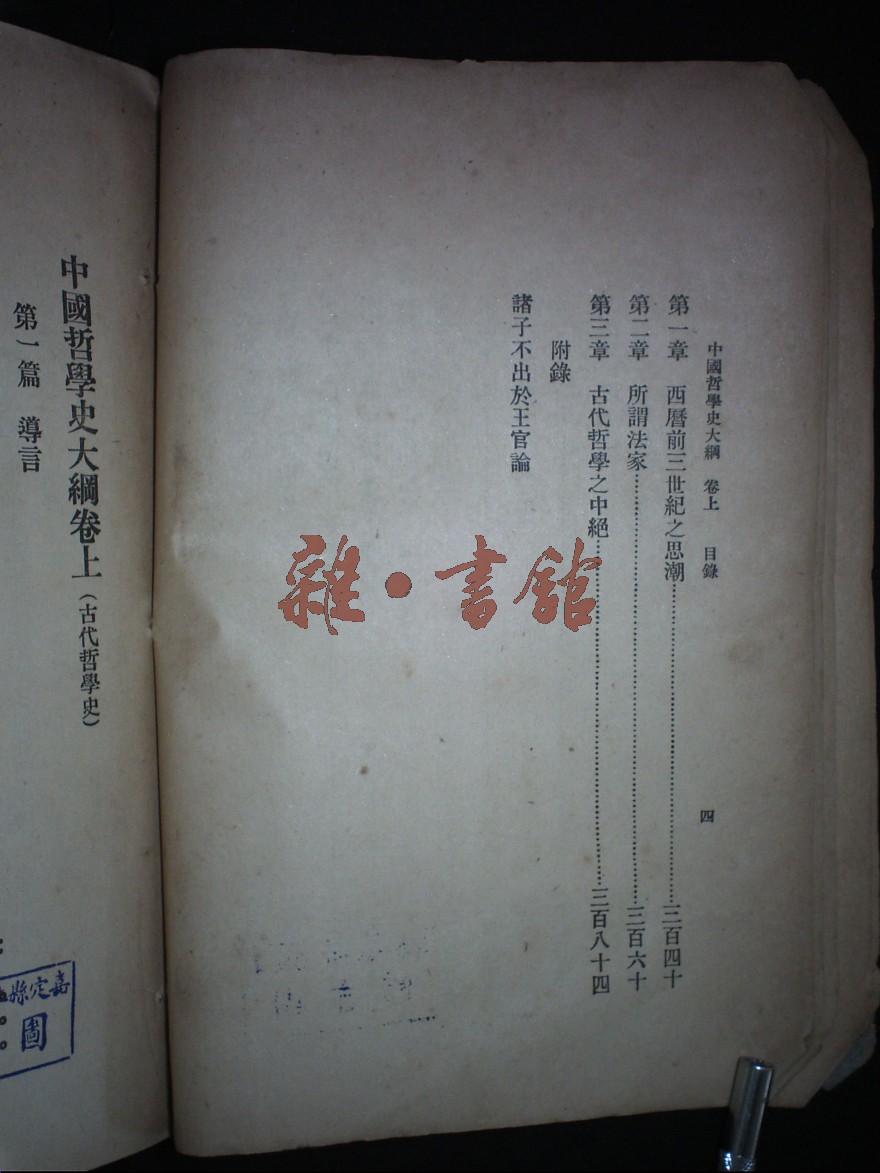 中國哲學史大綱 卷上 目錄 四
第一章 西曆前三世紀之思潮……三百四十
第二章 所謂法家……三百六十
第三章 古代哲學之中絕……三百八十四
附錄
諸子不出於王官論
雜·書館
中國哲學史大綱卷上(古代哲學史)
第一篇 導言
嘉定縣
圖